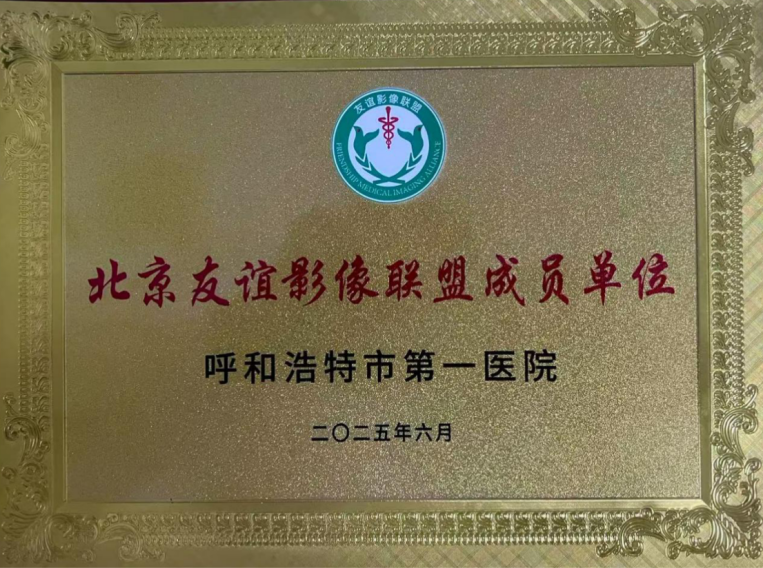 友谊影像联盟
FRIENDSHIP MEDICAL IMAGING ALLIANCE
北京友谊影像联盟成员单位
呼和浩特市第一医院
二〇二五年六月